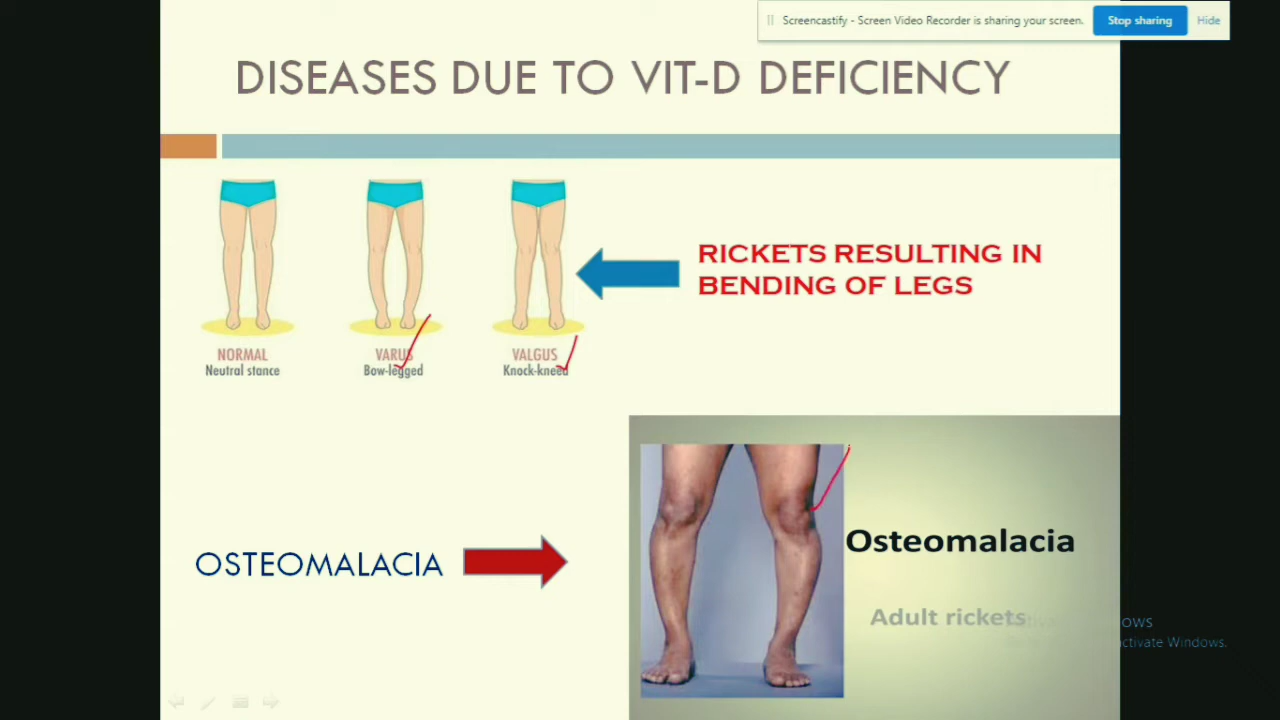 Screencastify - Screen Video Recorder is sharing your screen.
Stop sharing
Hide
DISEASES DUE TO VIT-D DEFICIENCY
RICKETS RESULTING IN
BENDING OF LEGS
NORMAL
Neutral stance
VARUS
Bow-legged
VALGUS
Knock-kneed
OSTEOMALACIA
Osteomalacia
Adult rickets
Windows.